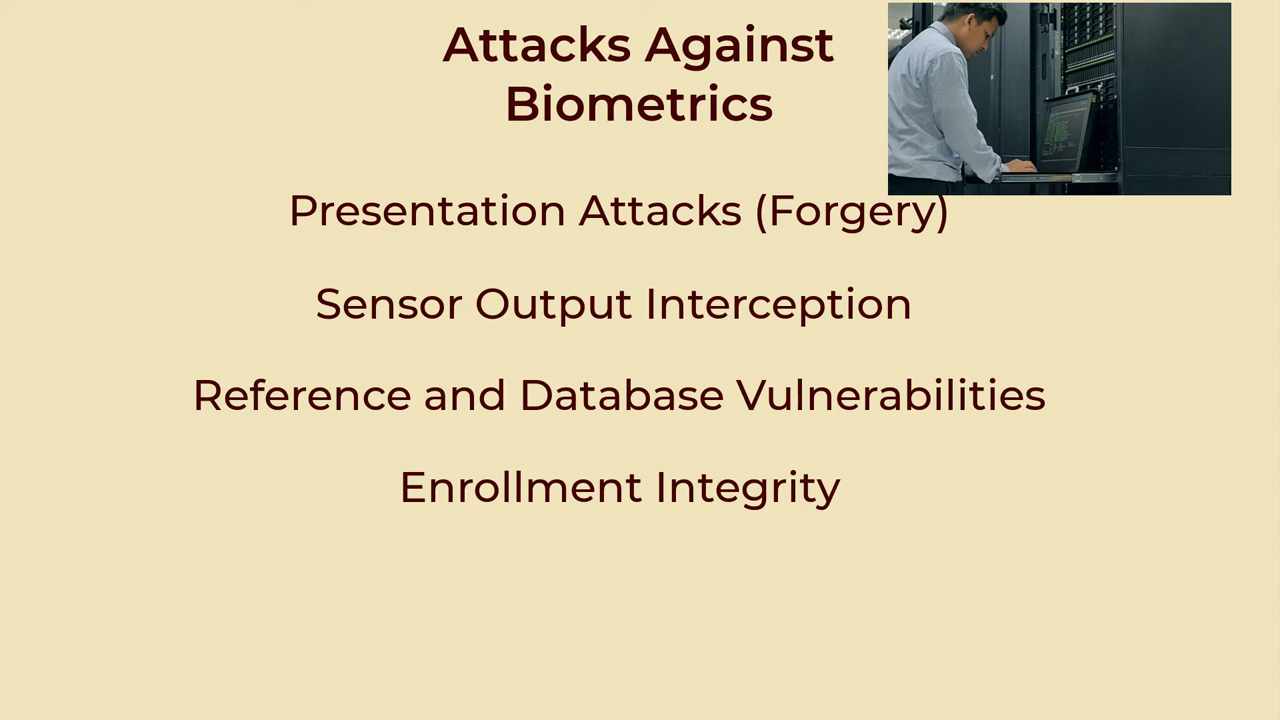 Attacks Against
Biometrics
Presentation Attacks (Forgery)
Sensor Output Interception
Reference and Database Vulnerabilities
Enrollment Integrity